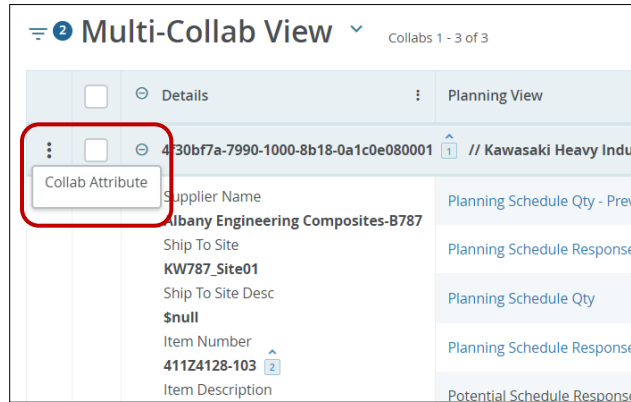 2 Multi-Collab View Collabs 1 - 3 of 3
Details Planning View
4f30bf7a-7990-1000-8b18-0a1c0e080001 1 // Kawasaki Heavy Indu
Collab Attribute
Supplier Name
Albany Engineering Composites-B787
Ship To Site
KW787_Site01
Ship To Site Desc
$null
Item Number
411Z4128-103 2
Item Description
Planning Schedule Qty - Prev
Planning Schedule Response
Planning Schedule Qty
Planning Schedule Response
Potential Schedule Response